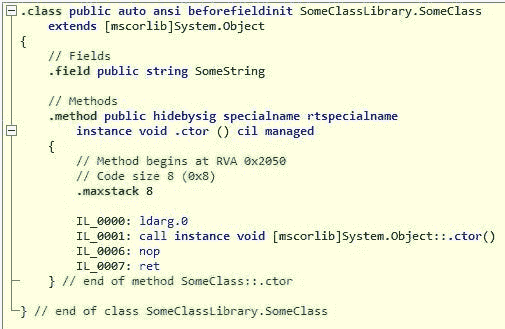 .class public auto ansi beforefieldinit SomeClassLibrary.SomeClass
extends [mscorlib]System.Object
{
// Fields
.field public string SomeString
// Methods
.method public hidebysig specialname rtspecialname
instance void .ctor () cil managed
{
// Method begins at RVA 0x2050
// Code size 8 (0x8)
.maxstack 8
IL_0000: ldarg.0
IL_0001: call instance void [mscorlib]System.Object::.ctor()
IL_0006: nop
IL_0007: ret
} // end of method SomeClass::.ctor
} // end of class SomeClassLibrary.SomeClass